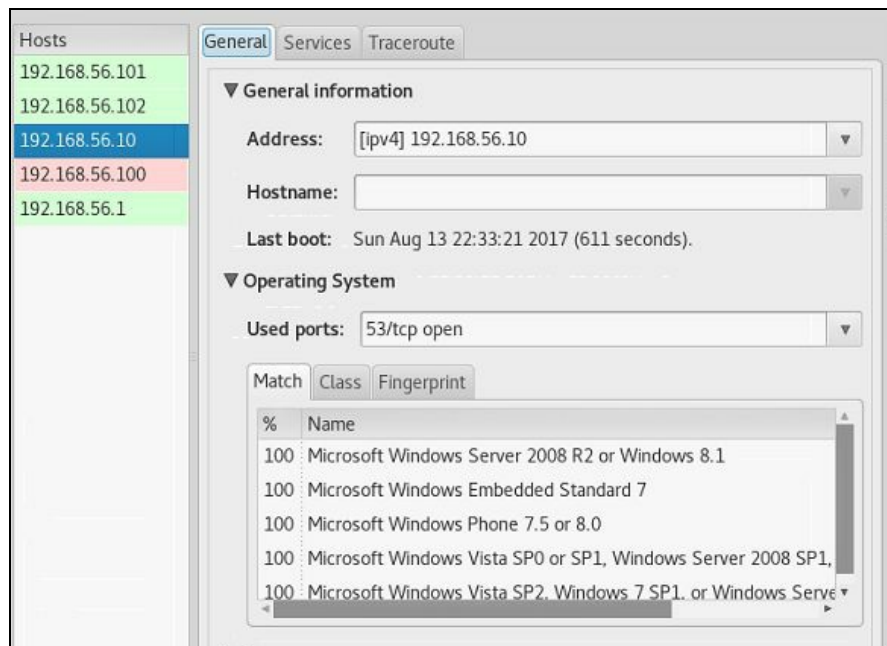 Hosts
192.168.56.101
192.168.56.102
192.168.56.10
192.168.56.100
192.168.56.1
General Services Traceroute
General information
Address: [ipv4] 192.168.56.10
Hostname:
Last boot: Sun Aug 13 22:33:21 2017 (611 seconds).
Operating System
Used ports: 53/tcp open
Match Class Fingerprint
% Name
100 Microsoft Windows Server 2008 R2 or Windows 8.1
100 Microsoft Windows Embedded Standard 7
100 Microsoft Windows Phone 7.5 or 8.0
100 Microsoft Windows Vista SP0 or SP1, Windows Server 2008 SP1,
100 Microsoft Windows Vista SP2, Windows 7 SP1, or Windows Serve